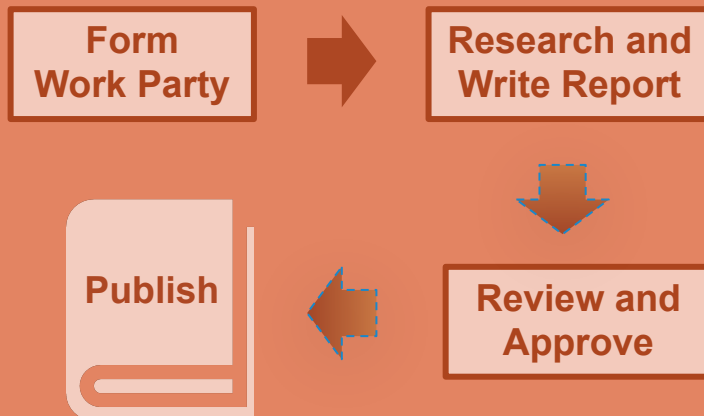 Form
Work Party
Research and
Write Report
Review and
Approve
Publish